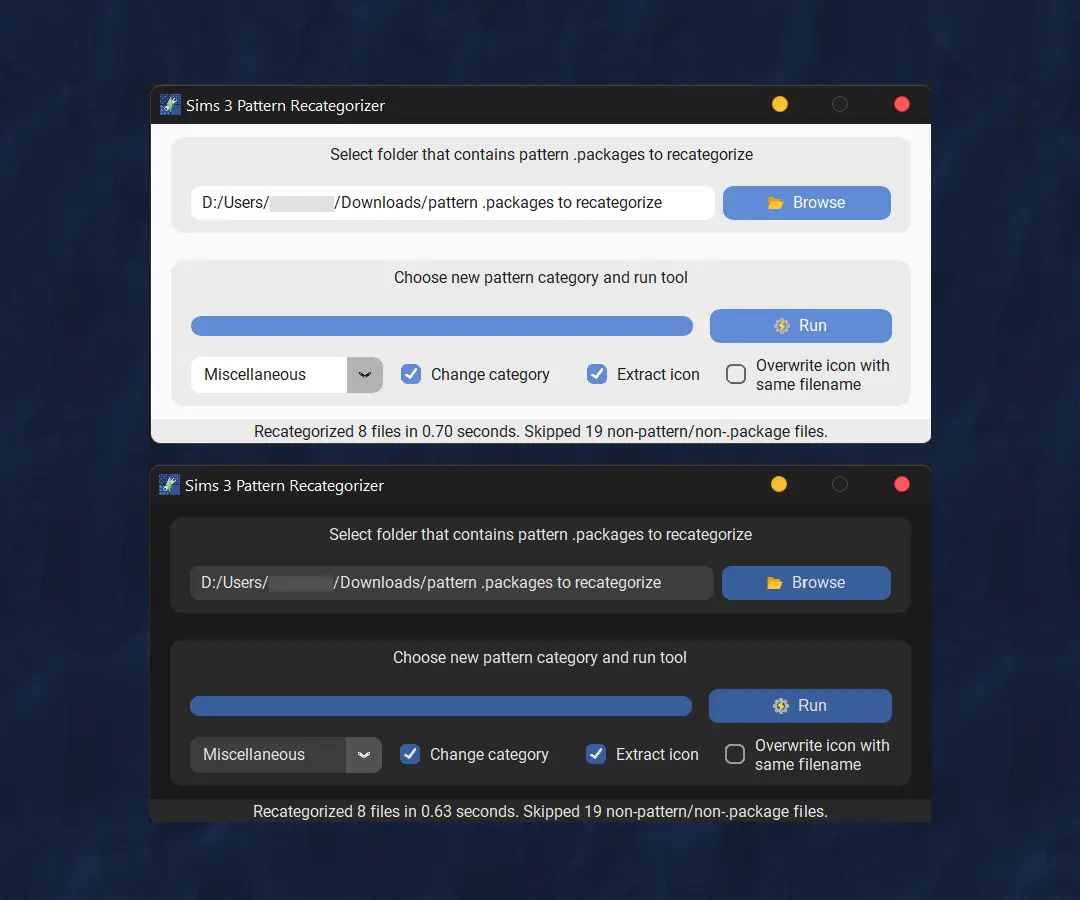 Sims 3 Pattern Recategorizer
Select folder that contains pattern .packages to recategorize
D:/Users/ /Downloads/pattern .packages to recategorize
Browse
Choose new pattern category and run tool
Run
Miscellaneous
Change category
Extract icon
Overwrite icon with
same filename
Recategorized 8 files in 0.70 seconds. Skipped 19 non-pattern/non-.package files.
Sims 3 Pattern Recategorizer
Select folder that contains pattern .packages to recategorize
D:/Users/ /Downloads/pattern .packages to recategorize
Browse
Choose new pattern category and run tool
Run
Miscellaneous
Change category
Extract icon
Overwrite icon with
same filename
Recategorized 8 files in 0.63 seconds. Skipped 19 non-pattern/non-.package files.